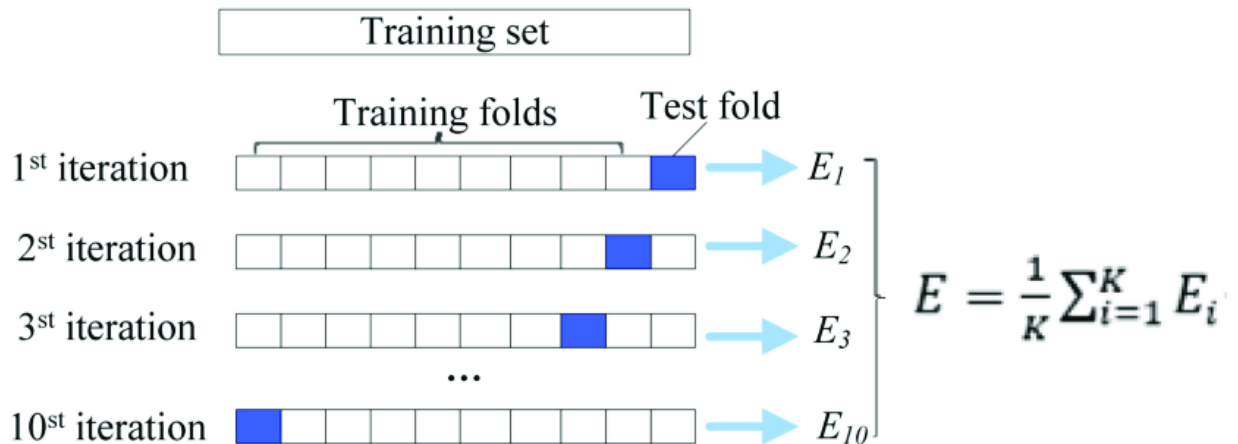 Training set
Training folds
Test fold
1st iteration
E1
2st iteration
E2
3st iteration
E3
...
10st iteration
E10
E = 1/K ∑_{i=1}^{K} E_i